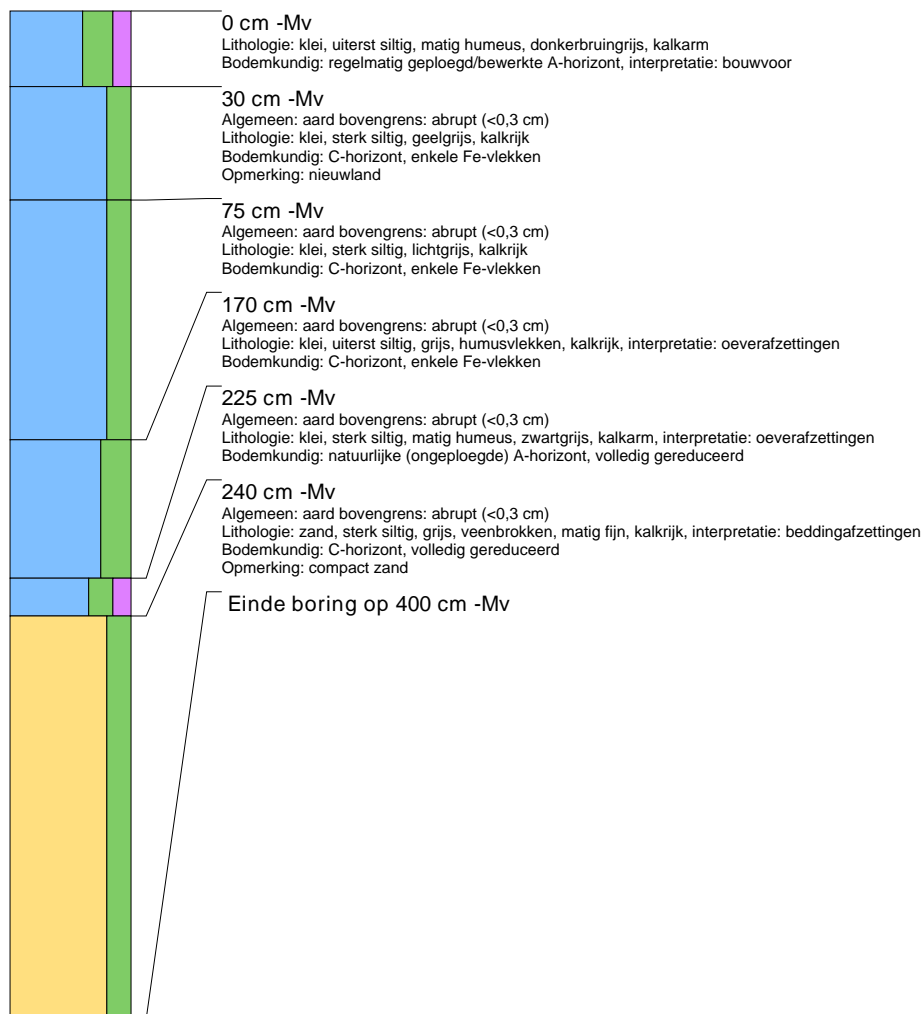 0 cm -Mv
Lithologie: klei, uiterst siltig, matig humeus, donkerbruingrijs, kalkarm
Bodemkundig: regelmatig geploegd/bewerkte A-horizont, interpretatie: bouwvoor
30 cm -Mv
Algemeen: aard bovengrens: abrupt (<0,3 cm)
Lithologie: klei, sterk siltig, geelgrijs, kalkrijk
Bodemkundig: C-horizont, enkele Fe-vlekken
Opmerking: nieuwland
75 cm -Mv
Algemeen: aard bovengrens: abrupt (<0,3 cm)
Lithologie: klei, sterk siltig, lichtgrijs, kalkrijk
Bodemkundig: C-horizont, enkele Fe-vlekken
170 cm -Mv
Algemeen: aard bovengrens: abrupt (<0,3 cm)
Lithologie: klei, uiterst siltig, grijs, humusvlekken, kalkrijk, interpretatie: oeverafzettingen
Bodemkundig: C-horizont, enkele Fe-vlekken
225 cm -Mv
Algemeen: aard bovengrens: abrupt (<0,3 cm)
Lithologie: klei, sterk siltig, matig humeus, zwartgrijs, kalkarm, interpretatie: oeverafzettingen
Bodemkundig: natuurlijke (ongeploegde) A-horizont, volledig gereduceerd
240 cm -Mv
Algemeen: aard bovengrens: abrupt (<0,3 cm)
Lithologie: zand, sterk siltig, grijs, veenbrokken, matig fijn, kalkrijk, interpretatie: beddingafzettingen
Bodemkundig: C-horizont, volledig gereduceerd
Opmerking: compact zand
Einde boring op 400 cm -Mv